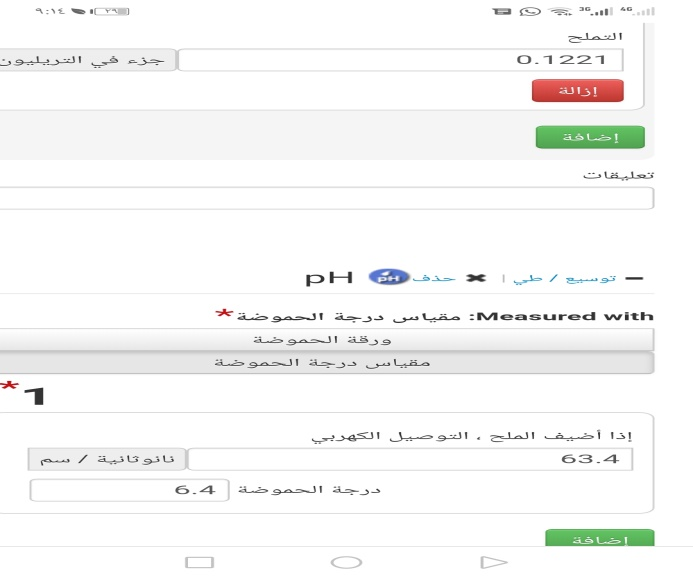 ٩:١٤ ٢٩ 3G 4G
التملح
0.1221 جزء في التريليون
إزالة
إضافة
تعليقات
— توسيع / طي | ✖ حذف pH pH
Measured with: مقياس درجة الحموضة *
ورقة الحموضة
مقياس درجة الحموضة
1*
إذا أضيف الملح ، التوصيل الكهربي
63.4 نانوثانية / سم
درجة الحموضة 6.4
إضافة